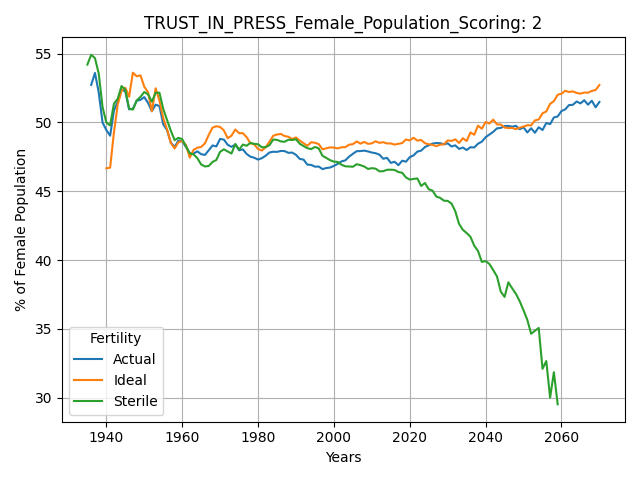 TRUST_IN_PRESS_Female_Population_Scoring: 2
% of Female Population
55
50
45
40
35
30
Fertility
Actual
Ideal
Sterile
1940 1960 1980 2000 2020 2040 2060
Years